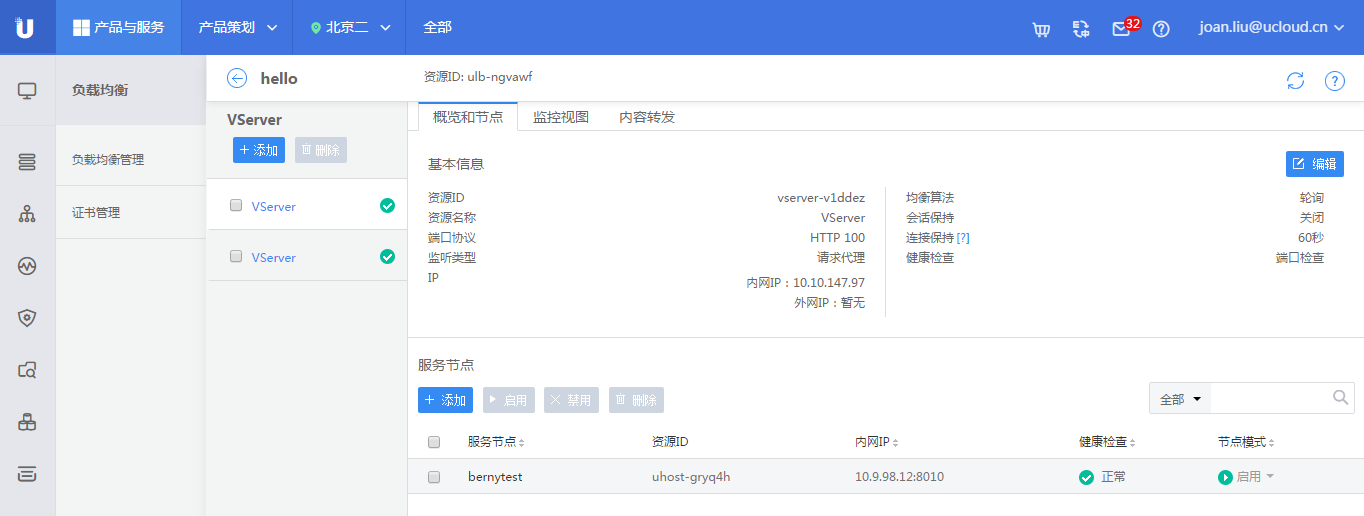 U 产品与服务 产品策划 北京二 全部 32 joan.liu@ucloud.cn
负载均衡
负载均衡管理
证书管理
hello 资源ID: ulb-ngvawf ?
VServer
+ 添加 删除
VServer
VServer
概览和节点 监控视图 内容转发
基本信息 编辑
资源ID vserver-v1ddez 均衡算法 轮询
资源名称 VServer 会话保持 关闭
端口协议 HTTP 100 连接保持 [?] 60秒
监听类型 请求代理 健康检查 端口检查
IP 内网IP：10.10.147.97
外网IP：暂无
服务节点
+ 添加 启用 禁用 删除 全部
服务节点 资源ID 内网IP 健康检查 节点模式
bernytest uhost-gryq4h 10.9.98.12:8010 正常 启用